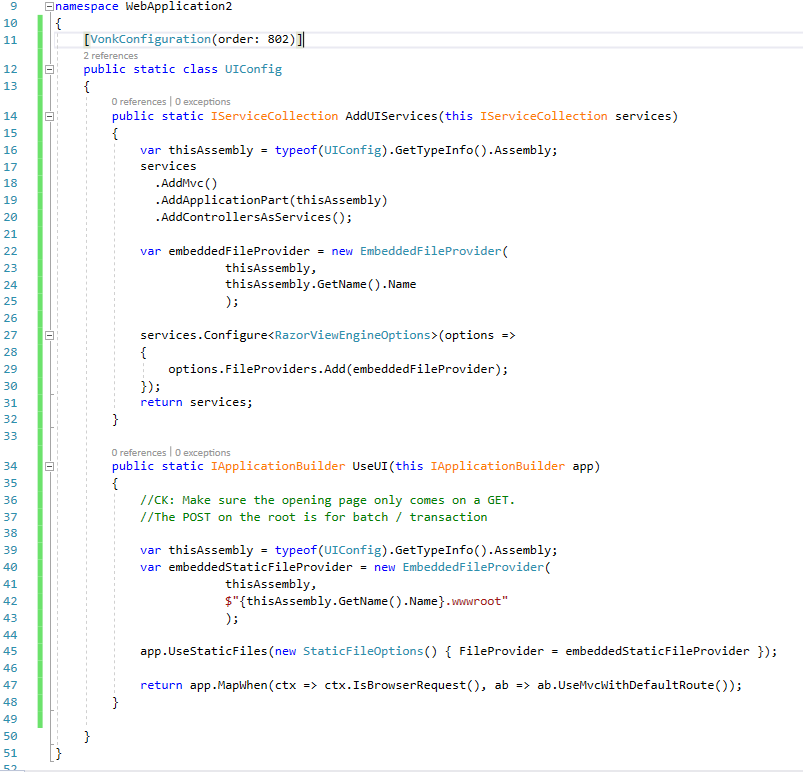 9 namespace WebApplication2
10 {
11 [VonkConfiguration(order: 802)]
2 references
12 public static class UIConfig
13 {
0 references | 0 exceptions
14 public static IServiceCollection AddUIServices(this IServiceCollection services)
15 {
16 var thisAssembly = typeof(UIConfig).GetTypeInfo().Assembly;
17 services
18 .AddMvc()
19 .AddApplicationPart(thisAssembly)
20 .AddControllersAsServices();
21
22 var embeddedFileProvider = new EmbeddedFileProvider(
23 thisAssembly,
24 thisAssembly.GetName().Name
25 );
26
27 services.Configure<RazorViewEngineOptions>(options =>
28 {
29 options.FileProviders.Add(embeddedFileProvider);
30 });
31 return services;
32 }
33
0 references | 0 exceptions
34 public static IApplicationBuilder UseUI(this IApplicationBuilder app)
35 {
36 //CK: Make sure the opening page only comes on a GET.
37 //The POST on the root is for batch / transaction
38
39 var thisAssembly = typeof(UIConfig).GetTypeInfo().Assembly;
40 var embeddedStaticFileProvider = new EmbeddedFileProvider(
41 thisAssembly,
42 $"{thisAssembly.GetName().Name}.wwwroot"
43 );
44
45 app.UseStaticFiles(new StaticFileOptions() { FileProvider = embeddedStaticFileProvider });
46
47 return app.MapWhen(ctx => ctx.IsBrowserRequest(), ab => ab.UseMvcWithDefaultRoute());
48 }
49
50 }
51 }
52